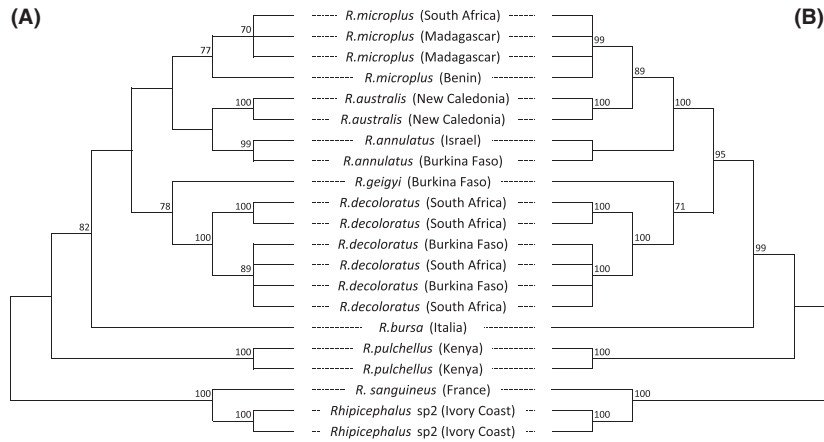 (A) (B)
R.microplus (South Africa)
70 R.microplus (Madagascar)
99
77 R.microplus (Madagascar)
R.microplus (Benin) 89
100 R.australis (New Caledonia) 100 100
R.australis (New Caledonia)
99 R.annulatus (Israel)
R.annulatus (Burkina Faso) 95
R.geigyi (Burkina Faso)
78 100 R.decoloratus (South Africa) 100 71
R.decoloratus (South Africa)
100 R.decoloratus (Burkina Faso) 100
89 R.decoloratus (South Africa) 100 99
R.decoloratus (Burkina Faso)
R.decoloratus (South Africa)
82
R.bursa (Italia)
100 R.pulchellus (Kenya) 100
R.pulchellus (Kenya)
100 R. sanguineus (France) 100
100 Rhipicephalus sp2 (Ivory Coast) 100
Rhipicephalus sp2 (Ivory Coast)